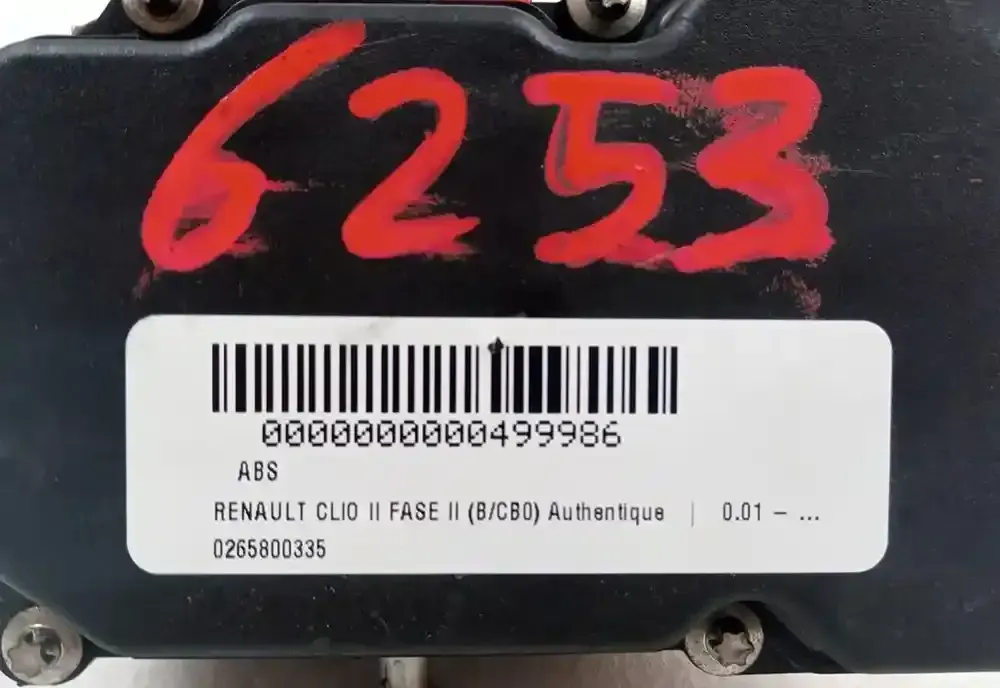 6253
0000000000499986
ABS
RENAULT CLIO II FASE II (B/CB0) Authentique | 0.01 – ...
0265800335